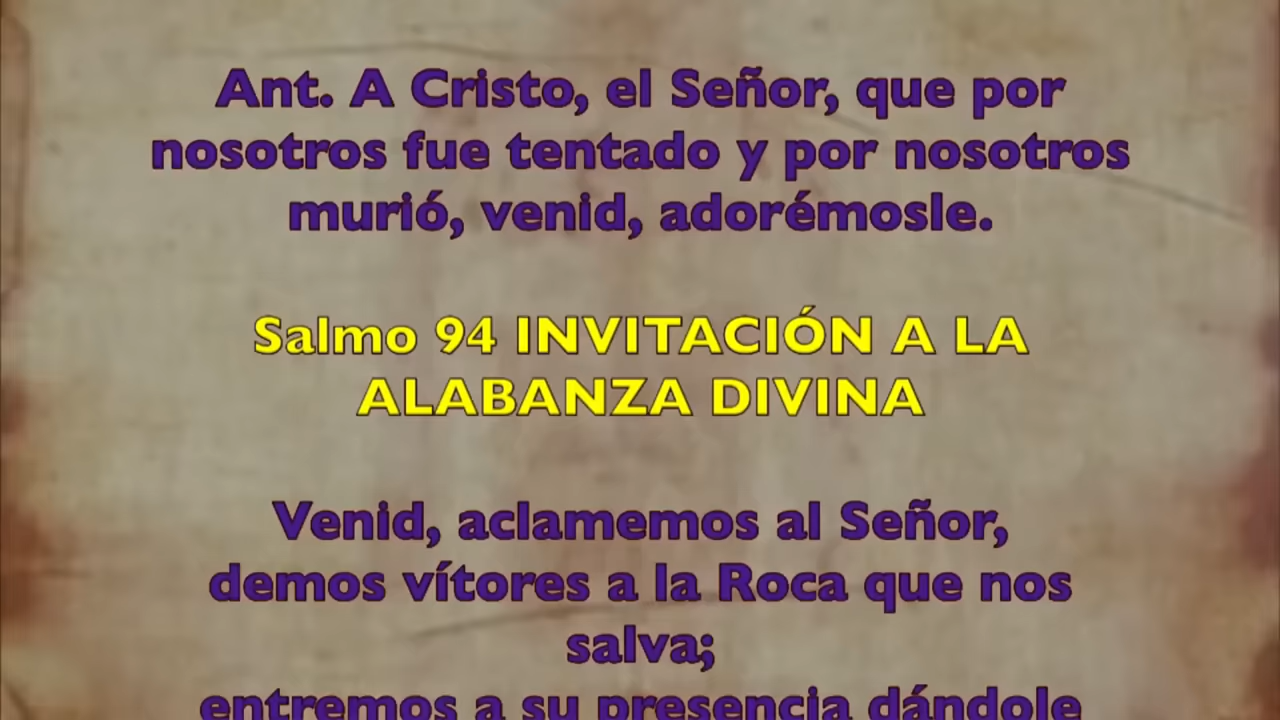 Ant. A Cristo, el Señor, que por
nosotros fue tentado y por nosotros
murió, venid, adorémosle.
Salmo 94 INVITACIÓN A LA
ALABANZA DIVINA
Venid, aclamemos al Señor,
demos vítores a la Roca que nos
salva;
entremos a su presencia dándole